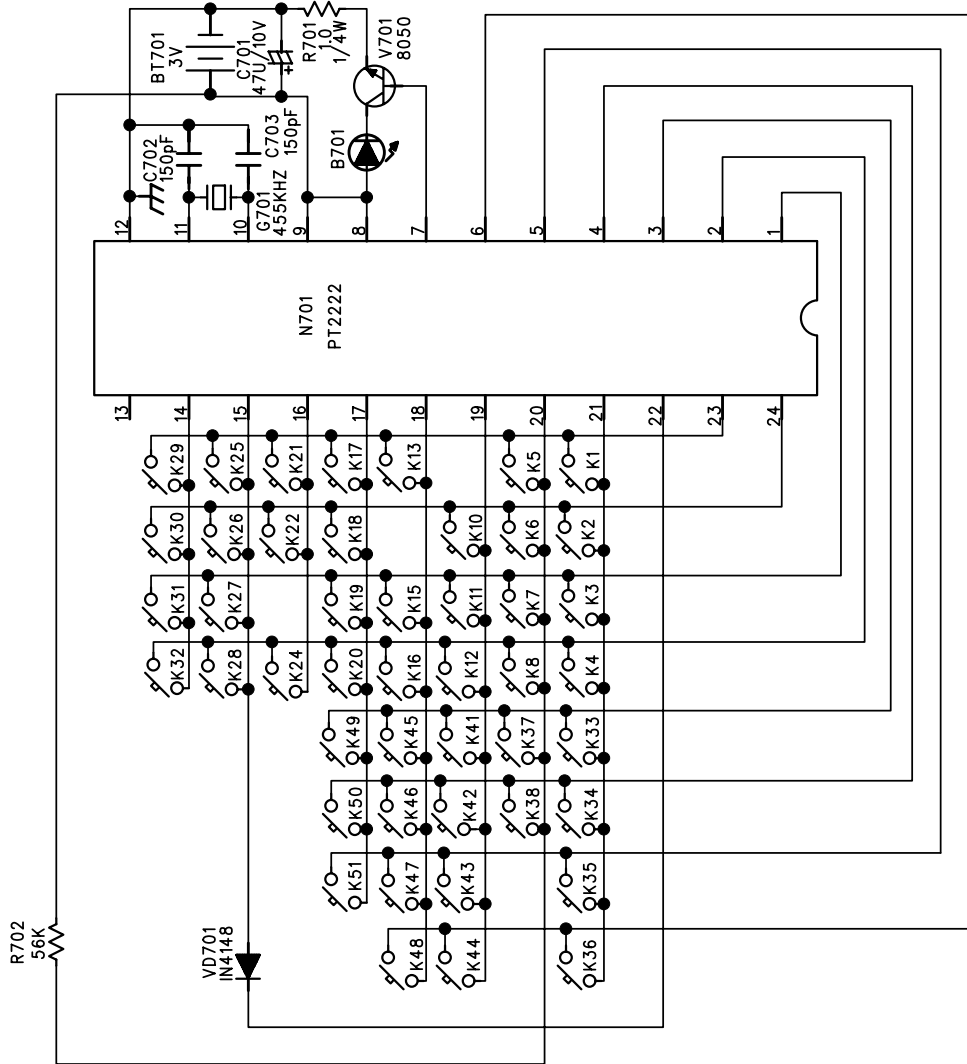 BT701
3V
C701
47U/10V
R701
1.0
1/4W
V701
8050
C702
150pF
C703
150pF
B701
G701
455KHZ
12
11
10
9
8
7
6
5
4
3
2
1
N701
PT2222
13
14
15
16
17
18
19
20
21
22
23
24
K29
K25
K21
K17
K13
K5
K1
K30
K26
K22
K18
K10
K6
K2
K31
K27
K19
K15
K11
K7
K3
K32
K28
K24
K20
K16
K12
K8
K4
K49
K45
K41
K37
K33
K50
K46
K42
K38
K34
K51
K47
K43
K35
K48
K44
K36
R702
56K
VD701
IN4148